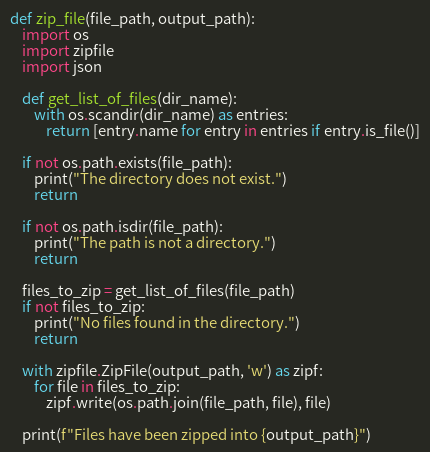 def zip_file(file_path, output_path):
    import os
    import zipfile
    import json

    def get_list_of_files(dir_name):
        with os.scandir(dir_name) as entries:
            return [entry.name for entry in entries if entry.is_file()]

    if not os.path.exists(file_path):
        print("The directory does not exist.")
        return

    if not os.path.isdir(file_path):
        print("The path is not a directory.")
        return

    files_to_zip = get_list_of_files(file_path)
    if not files_to_zip:
        print("No files found in the directory.")
        return

    with zipfile.ZipFile(output_path, 'w') as zipf:
        for file in files_to_zip:
            zipf.write(os.path.join(file_path, file), file)

    print(f"Files have been zipped into {output_path}")